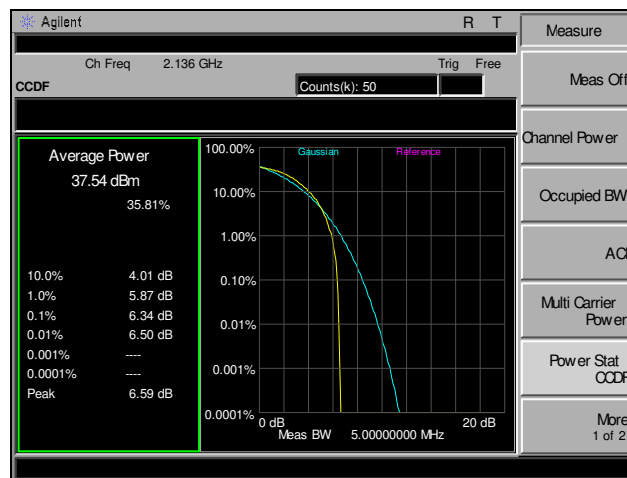 Agilent
R T
Measure
Ch Freq 2.136 GHz
Trig Free
CCDF
Counts(k): 50
Meas Off
Channel Power
Occupied BW
Multi Carrier
Power
Power Stat
CCDF
More
1 of 2
Average Power
37.54 dBm
35.81%
10.0% 4.01 dB
1.0% 5.87 dB
0.1% 6.34 dB
0.01% 6.50 dB
0.001% ----
0.0001% ----
Peak 6.59 dB
Gaussian
Reference
100.00%
10.00%
1.00%
0.10%
0.01%
0.001%
0.0001%
0 dB
20 dB
Meas BW 5.00000000 MHz